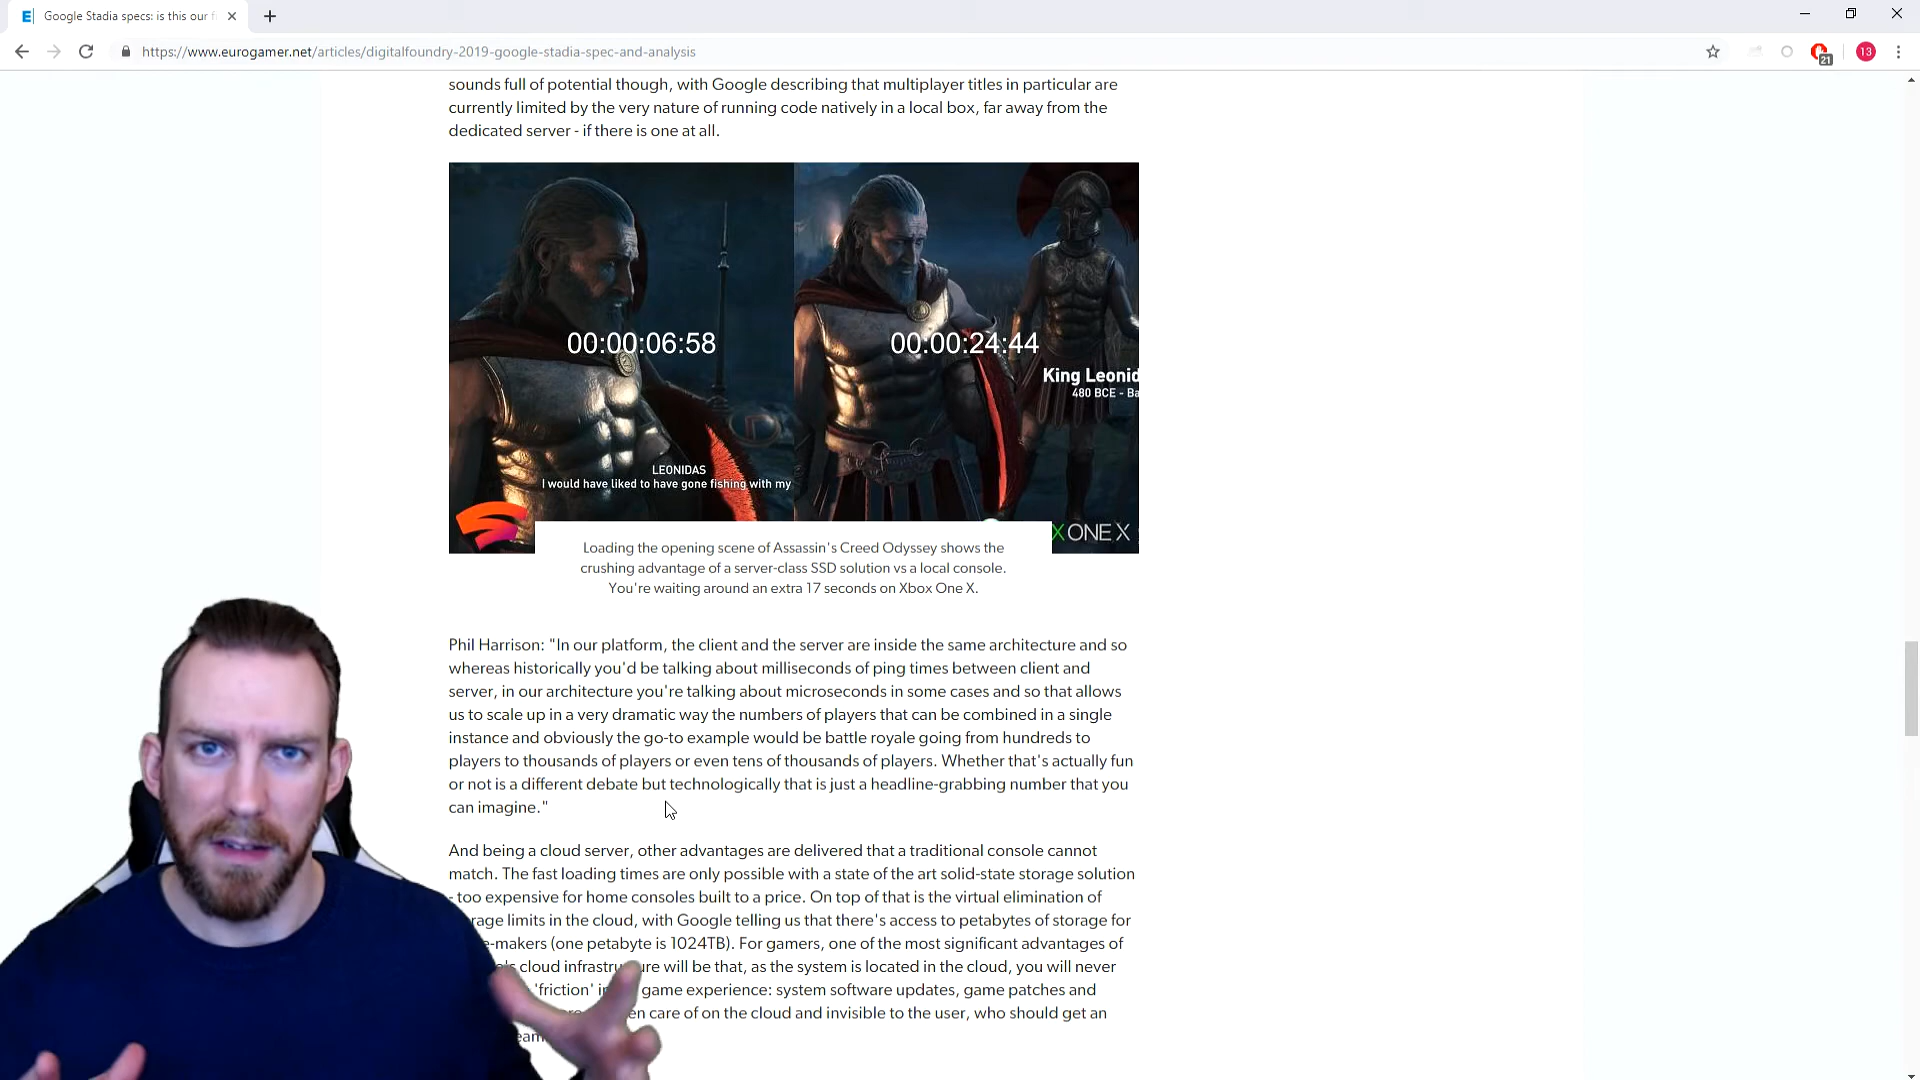 Google Stadia specs: is this our f
https://www.eurogamer.net/articles/digitalfoundry-2019-google-stadia-spec-and-analysis
21
13
sounds full of potential though, with Google describing that multiplayer titles in particular are
currently limited by the very nature of running code natively in a local box, far away from the
dedicated server - if there is one at all.
00:00:06:58
00:00:24:44
King Leonid
480 BCE - Ba
LEONIDAS
I would have liked to have gone fishing with my
XONE X
Loading the opening scene of Assassin's Creed Odyssey shows the
crushing advantage of a server-class SSD solution vs a local console.
You're waiting around an extra 17 seconds on Xbox One X.
Phil Harrison: "In our platform, the client and the server are inside the same architecture and so
whereas historically you'd be talking about milliseconds of ping times between client and
server, in our architecture you're talking about microseconds in some cases and so that allows
us to scale up in a very dramatic way the numbers of players that can be combined in a single
instance and obviously the go-to example would be battle royale going from hundreds to
players to thousands of players or even tens of thousands of players. Whether that's actually fun
or not is a different debate but technologically that is just a headline-grabbing number that you
can imagine."
And being a cloud server, other advantages are delivered that a traditional console cannot
match. The fast loading times are only possible with a state of the art solid-state storage solution
- too expensive for home consoles built to a price. On top of that is the virtual elimination of
rage limits in the cloud, with Google telling us that there's access to petabytes of storage for
e-makers (one petabyte is 1024TB). For gamers, one of the most significant advantages of
's cloud infrastructure will be that, as the system is located in the cloud, you will never
'friction' in game experience: system software updates, game patches and
en care of on the cloud and invisible to the user, who should get an
eam